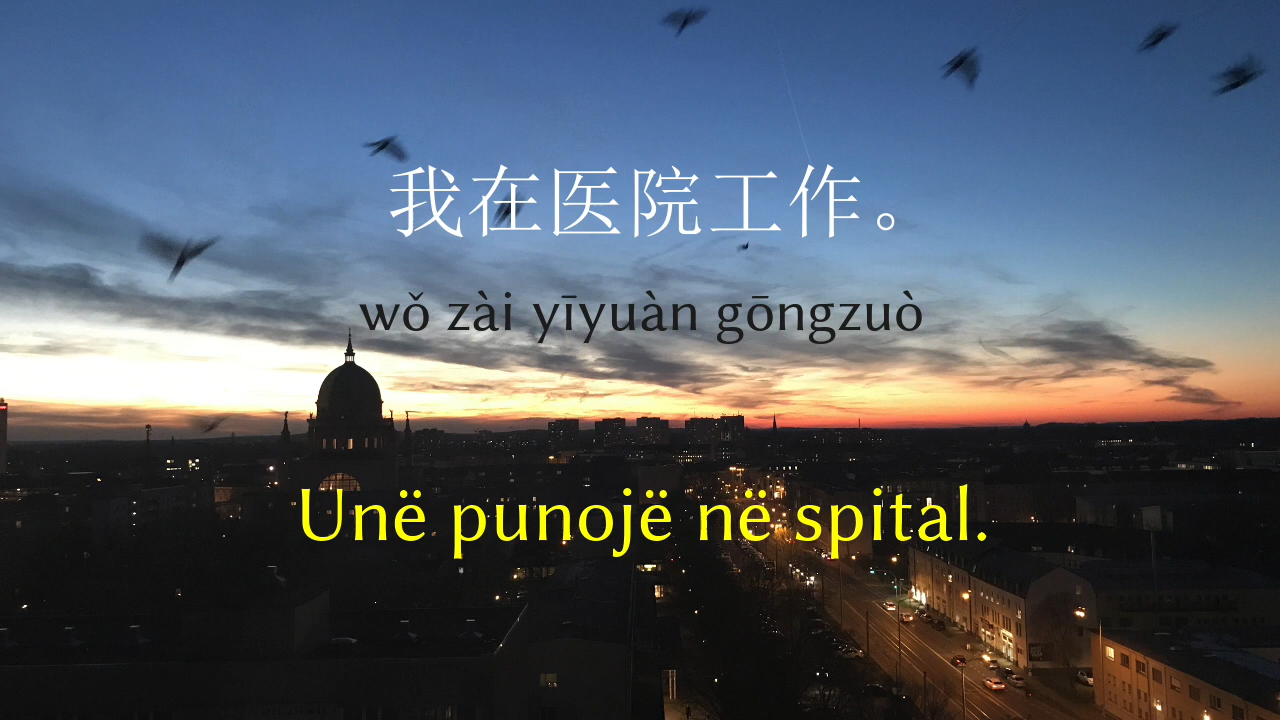 我在医院工作。
wǒ zài yīyuàn gōngzuò
Unë punojë në spital.